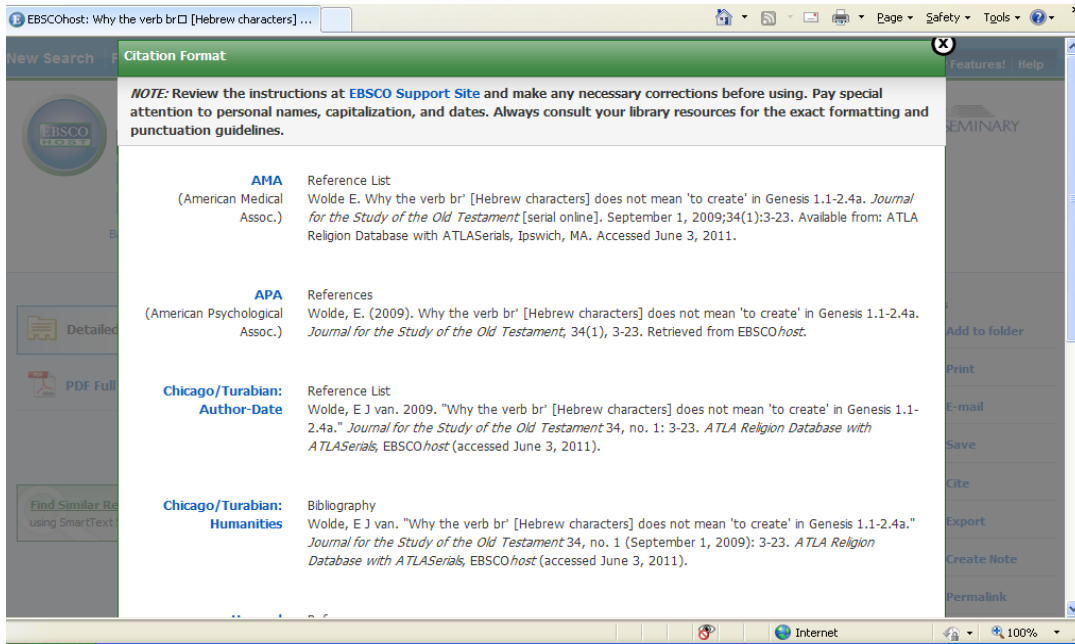 EBSCOhost: Why the verb br□ [Hebrew characters] ...
Page Safety Tools
New Search
Citation Format
Features! Help
NOTE: Review the instructions at EBSCO Support Site and make any necessary corrections before using. Pay special
attention to personal names, capitalization, and dates. Always consult your library resources for the exact formatting and
punctuation guidelines.
EBSCO
HOST
SEMINARY
AMA
(American Medical
Assoc.)
Reference List
Wolde E. Why the verb br' [Hebrew characters] does not mean 'to create' in Genesis 1.1-2.4a. Journal
for the Study of the Old Testament [serial online]. September 1, 2009;34(1):3-23. Available from: ATLA
Religion Database with ATLASerials, Ipswich, MA. Accessed June 3, 2011.
APA
(American Psychological
Assoc.)
References
Wolde, E. (2009). Why the verb br' [Hebrew characters] does not mean 'to create' in Genesis 1.1-2.4a.
Journal for the Study of the Old Testament, 34(1), 3-23. Retrieved from EBSCOhost.
Chicago/Turabian:
Author-Date
Reference List
Wolde, E J van. 2009. "Why the verb br' [Hebrew characters] does not mean 'to create' in Genesis 1.1-
2.4a." Journal for the Study of the Old Testament 34, no. 1: 3-23. ATLA Religion Database with
ATLASerials, EBSCOhost (accessed June 3, 2011).
Chicago/Turabian:
Humanities
Bibliography
Wolde, E J van. "Why the verb br' [Hebrew characters] does not mean 'to create' in Genesis 1.1-2.4a."
Journal for the Study of the Old Testament 34, no. 1 (September 1, 2009): 3-23. ATLA Religion
Database with ATLASerials, EBSCOhost (accessed June 3, 2011).
Detailed
PDF Full
Find Similar Re
using SmartText
Add to folder
Print
E-mail
Save
Cite
Export
Create Note
Permalink
Internet
100%